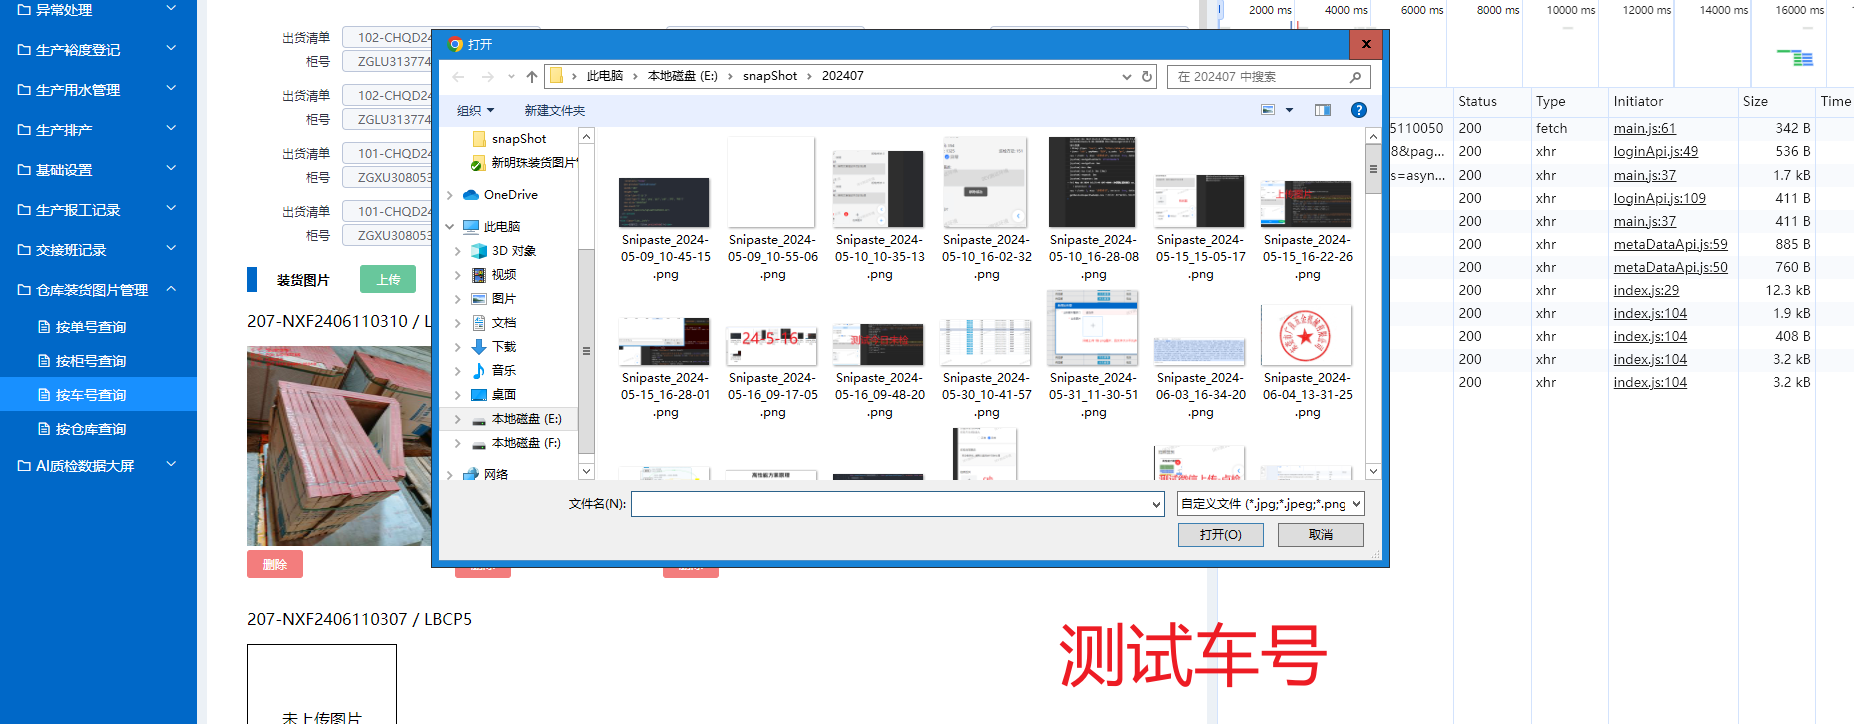 异常处理
生产裕度登记
生产用水管理
生产排产
基础设置
生产报工记录
交接班记录
仓库装货图片管理
按单号查询
按柜号查询
按车号查询
按仓库查询
AI质检数据大屏
出货清单 102-CHQD24
柜号 ZGLU313774
出货清单 102-CHQD24
柜号 ZGLU313774
出货清单 101-CHQD24
柜号 ZGXU308053
出货清单 101-CHQD24
柜号 ZGXU308053
装货图片 上传
207-NXF2406110310 / L
删除
207-NXF2406110307 / LBCP5
未上传图片
打开
此电脑 本地磁盘 (E:) snapShot 202407
在 202407 中搜索
组织 新建文件夹
snapShot
新明珠装货图片
OneDrive
此电脑
3D 对象
视频
图片
文档
下载
音乐
桌面
本地磁盘 (E:)
本地磁盘 (F:)
网络
Snipaste_2024-05-09_10-45-15.png
Snipaste_2024-05-09_10-55-06.png
Snipaste_2024-05-10_10-35-13.png
Snipaste_2024-05-10_16-02-32.png
Snipaste_2024-05-10_16-28-08.png
Snipaste_2024-05-15_15-05-17.png
Snipaste_2024-05-15_16-22-26.png
24-5-16
Snipaste_2024-05-15_16-28-01.png
Snipaste_2024-05-16_09-17-05.png
Snipaste_2024-05-16_09-48-20.png
Snipaste_2024-05-30_10-41-57.png
Snipaste_2024-05-31_11-30-51.png
Snipaste_2024-06-03_16-34-20.png
Snipaste_2024-06-04_13-31-25.png
文件名(N):
自定义文件 (*.jpg;*.jpeg;*.png
打开(O) 取消
测试车号
2000 ms 4000 ms 6000 ms 8000 ms 10000 ms 12000 ms 14000 ms 16000 ms
Status Type Initiator Size Time
5110050 200 fetch main.js:61 342 B
8&pag... 200 xhr loginApi.js:49 536 B
s=asyn... 200 xhr main.js:37 1.7 kB
200 xhr loginApi.js:109 411 B
200 xhr main.js:37 411 B
200 xhr metaDataApi.js:59 885 B
200 xhr metaDataApi.js:50 760 B
200 xhr index.js:29 12.3 kB
200 xhr index.js:104 1.9 kB
200 xhr index.js:104 408 B
200 xhr index.js:104 3.2 kB
200 xhr index.js:104 3.2 kB